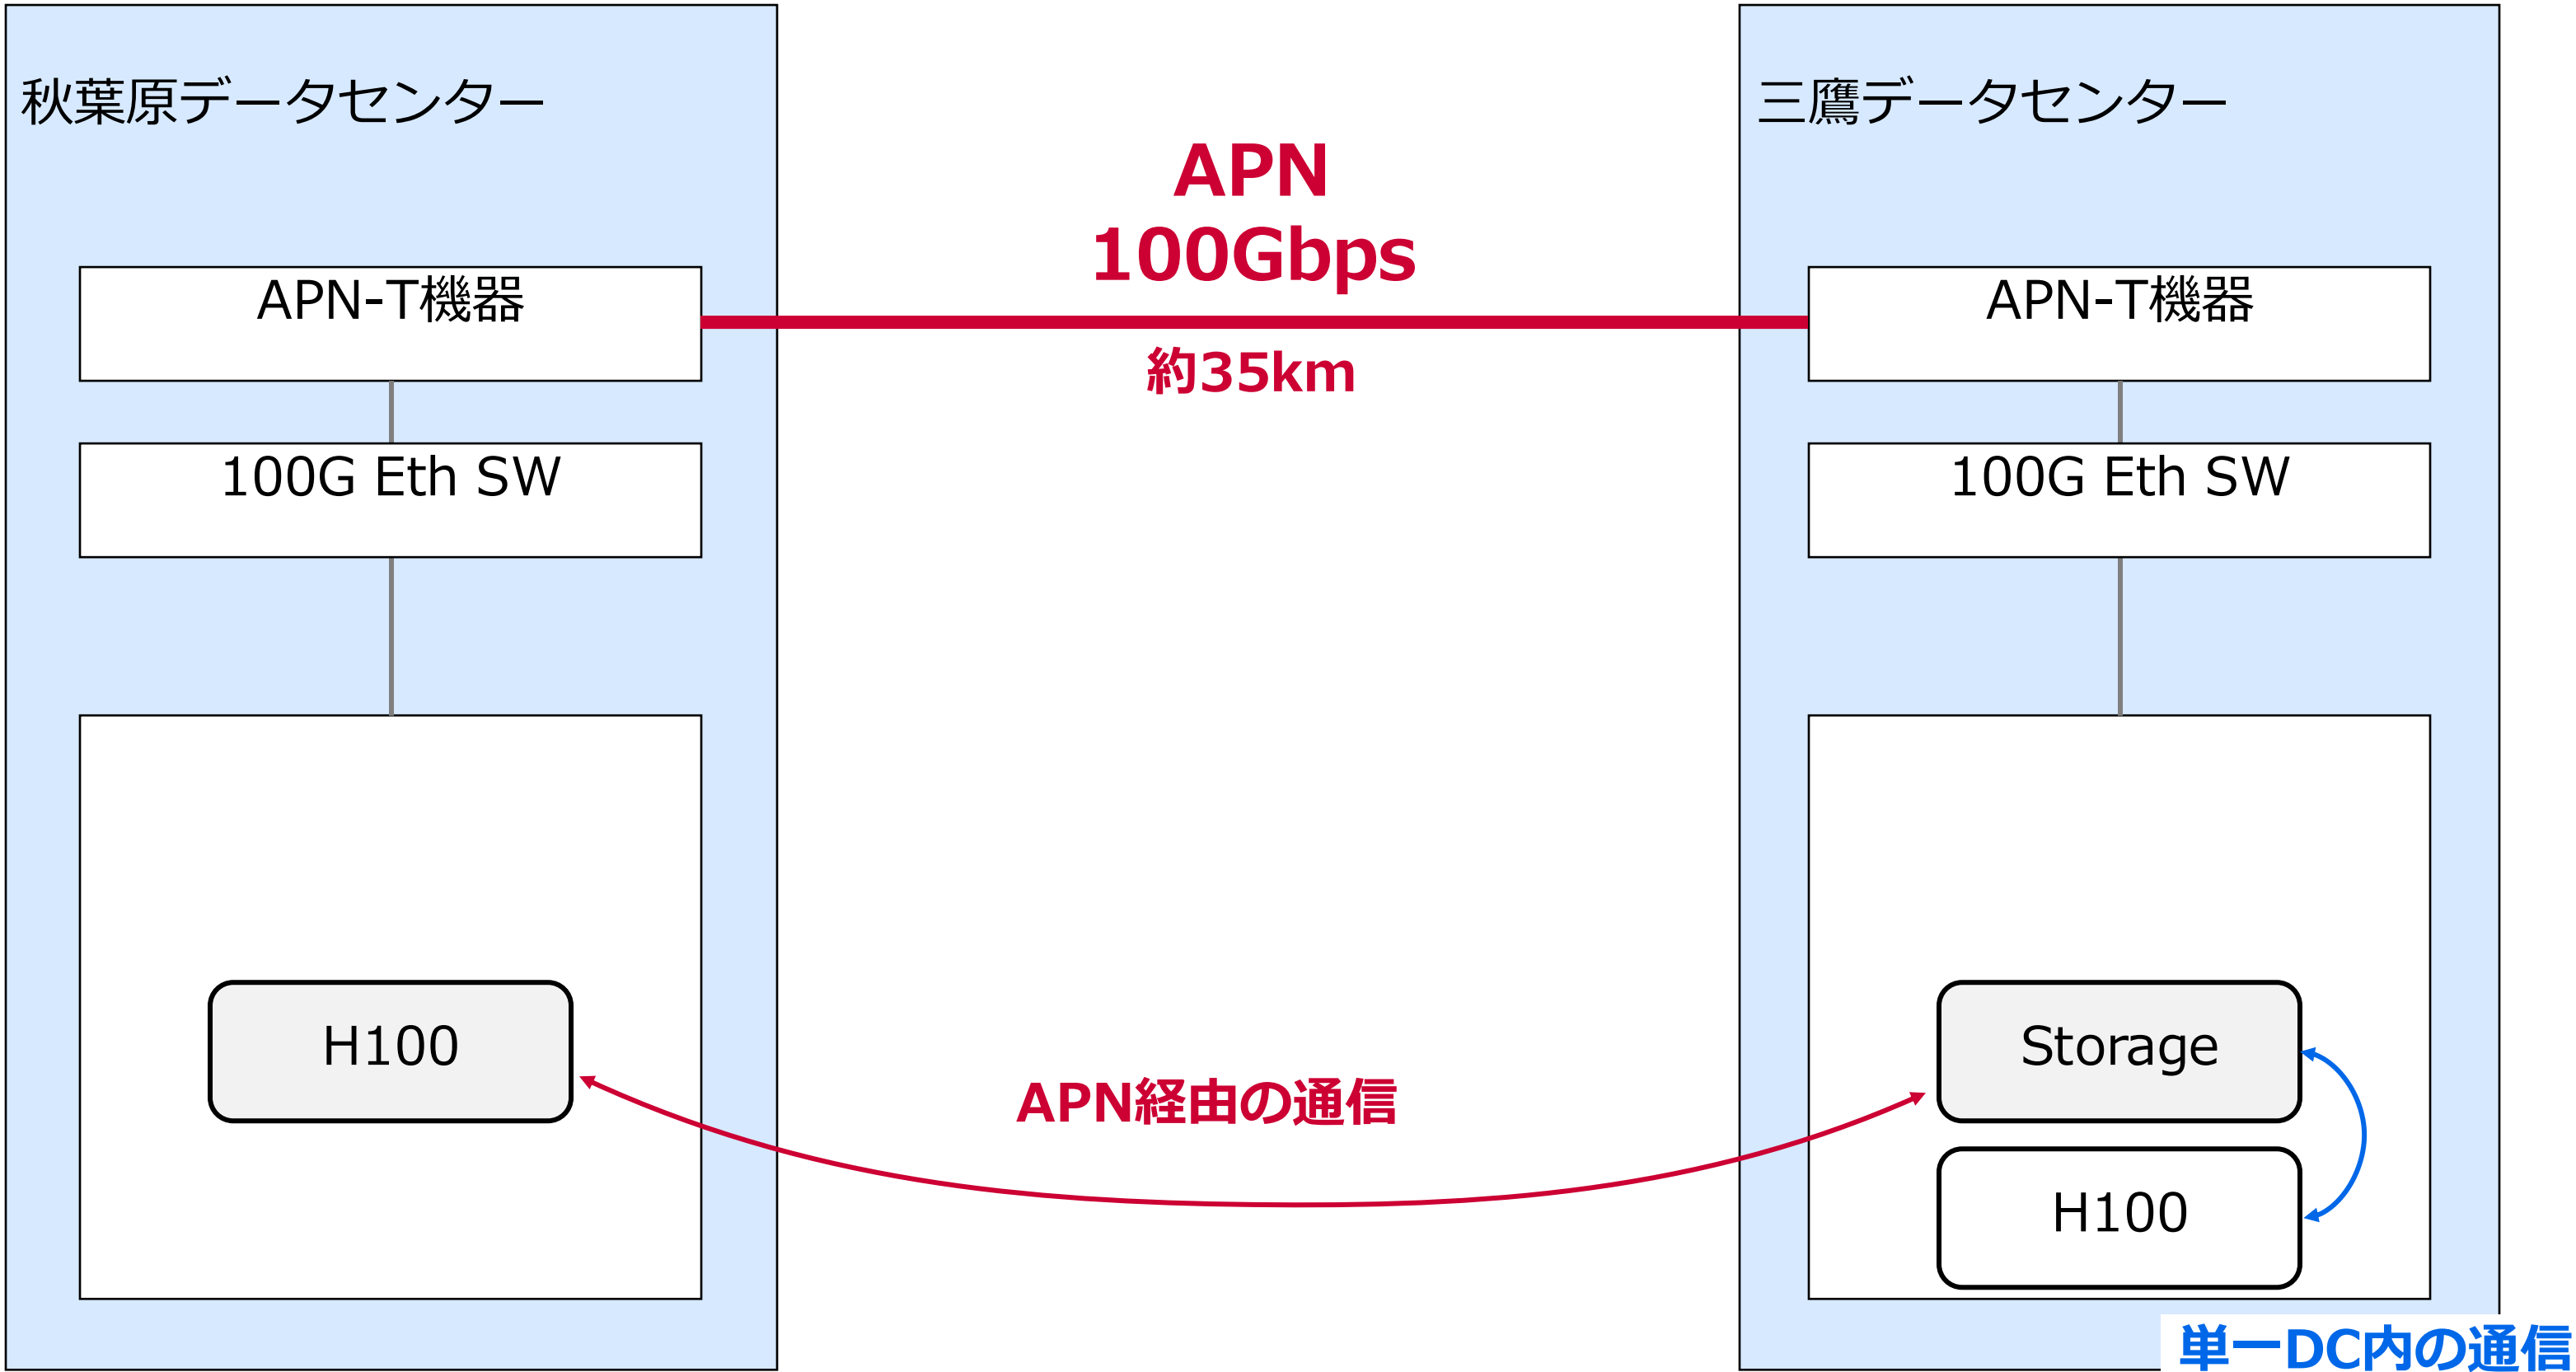 秋葉原データセンター
APN-T機器
100G Eth SW
H100
APN
100Gbps
約35km
APN経由の通信
三鷹データセンター
APN-T機器
100G Eth SW
Storage
H100
単一DC内の通信